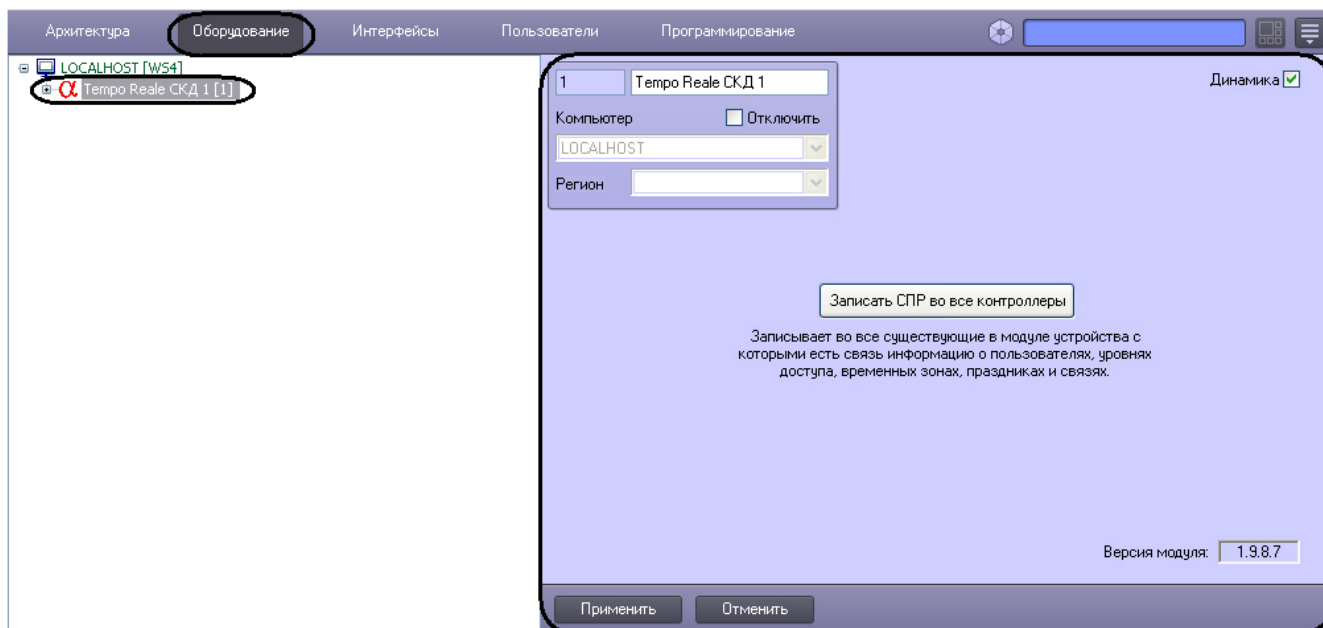 Архитектура Оборудование Интерфейсы Пользователи Программирование
LOCALHOST [WS4]
Tempo Reale СКД 1 [1]
1 Tempo Reale СКД 1
Динамика
Компьютер Отключить
LOCALHOST
Регион
Записать СПР во все контроллеры
Записывает во все существующие в модуле устройства с
которыми есть связь информацию о пользователях, уровнях
доступа, временных зонах, праздниках и связях.
Версия модуля: 1.9.8.7
Применить Отменить